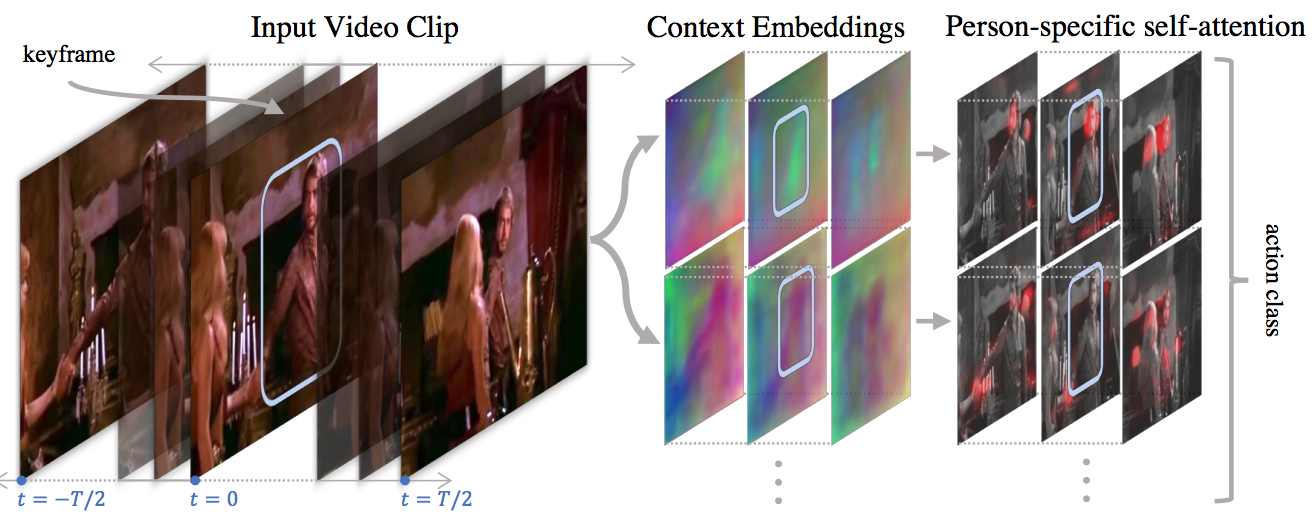 Input Video Clip
Context Embeddings
Person-specific self-attention
keyframe
action class
t = −T/2
t = 0
t = T/2